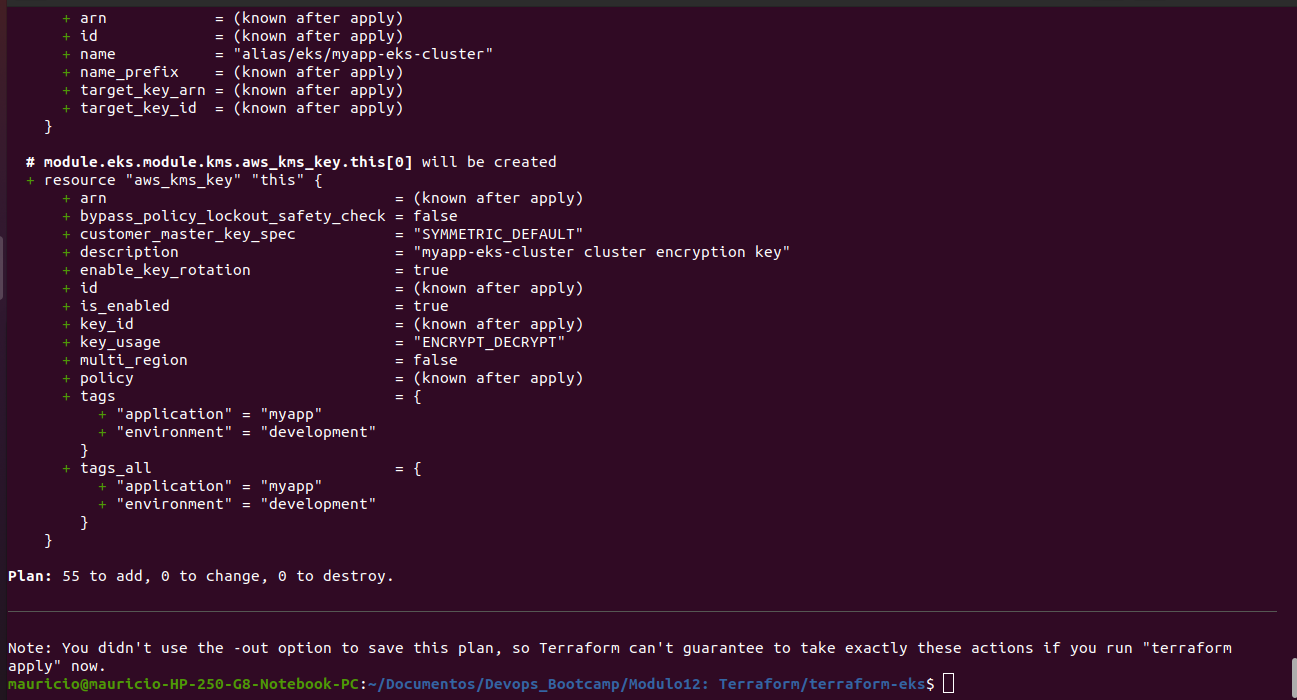 + arn = (known after apply)
+ id = (known after apply)
+ name = "alias/eks/myapp-eks-cluster"
+ name_prefix = (known after apply)
+ target_key_arn = (known after apply)
+ target_key_id = (known after apply)
}
# module.eks.module.kms.aws_kms_key.this[0] will be created
+ resource "aws_kms_key" "this" {
+ arn = (known after apply)
+ bypass_policy_lockout_safety_check = false
+ customer_master_key_spec = "SYMMETRIC_DEFAULT"
+ description = "myapp-eks-cluster cluster encryption key"
+ enable_key_rotation = true
+ id = (known after apply)
+ is_enabled = true
+ key_id = (known after apply)
+ key_usage = "ENCRYPT_DECRYPT"
+ multi_region = false
+ policy = (known after apply)
+ tags = {
+ "application" = "myapp"
+ "environment" = "development"
}
+ tags_all = {
+ "application" = "myapp"
+ "environment" = "development"
}
}
Plan: 55 to add, 0 to change, 0 to destroy.
Note: You didn't use the -out option to save this plan, so Terraform can't guarantee to take exactly these actions if you run "terraform
apply" now.
mauricio@mauricio-HP-250-G8-Notebook-PC:~/Documentos/Devops_Bootcamp/Modulo12: Terraform/terraform-eks$